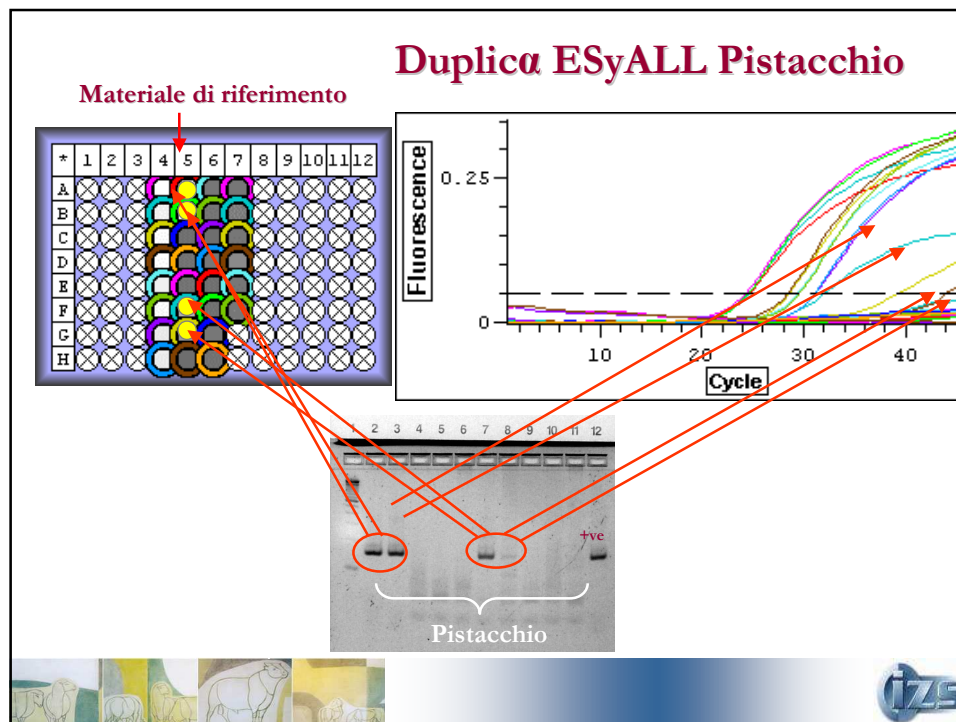 Duplicα ESyALL Pistacchio
Materiale di riferimento
* 1 2 3 4 5 6 7 8 9 10 11 12
A
B
C
D
E
F
G
H
Fluorescence
0.25
0
10 20 30 40
Cycle
1 2 3 4 5 6 7 8 9 10 11 12
+ve
Pistacchio
izs